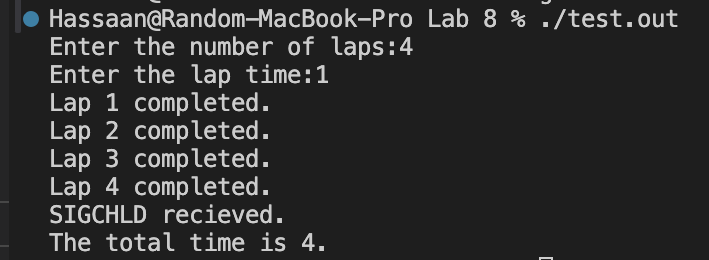 Hassaan@Random-MacBook-Pro Lab 8 % ./test.out
Enter the number of laps:4
Enter the lap time:1
Lap 1 completed.
Lap 2 completed.
Lap 3 completed.
Lap 4 completed.
SIGCHLD recieved.
The total time is 4.